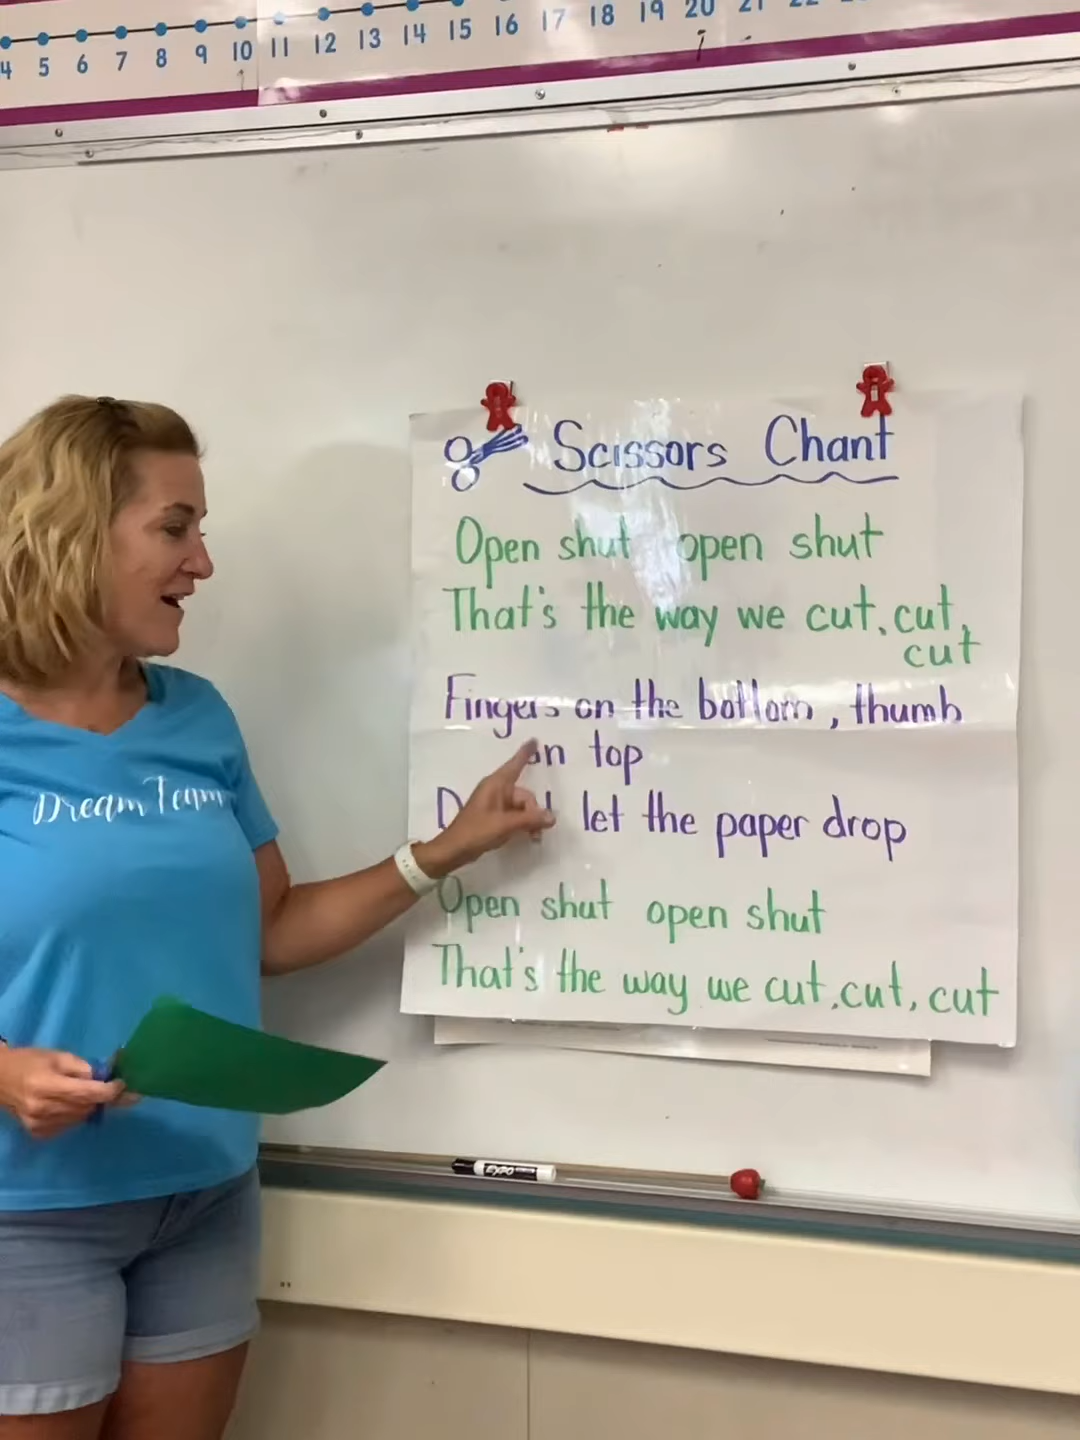 4 5 6 7 8 9 10 11 12 13 14 15 16 17 18 19 20 21
Scissors Chant
Open shut open shut
That's the way we cut, cut,
cut
Fingers on the bottom, thumb
on top
let the paper drop
Open shut open shut
That's the way we cut, cut, cut
Dream Team
EXPO